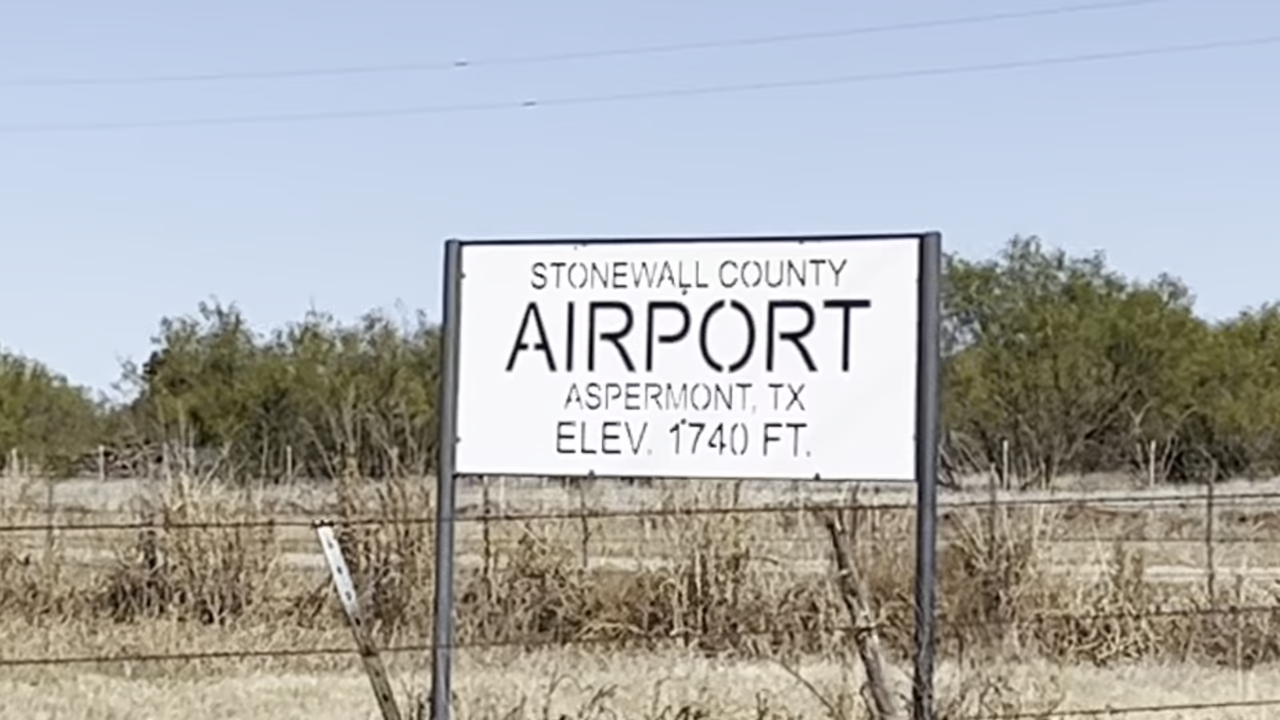 STONEWALL COUNTY
AIRPORT
ASPERMONT, TX
ELEV. 1740 FT.